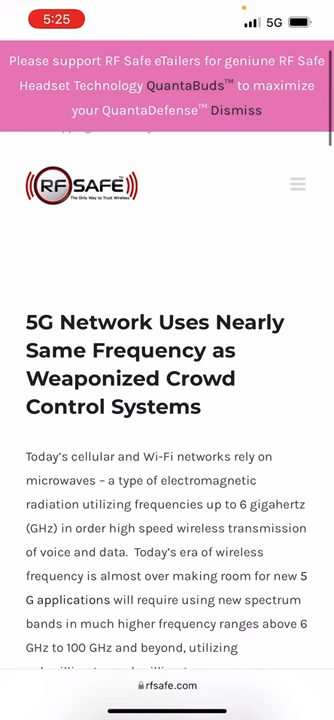 5:25
5G
Please support RF Safe eTailers for geniune RF Safe
Headset Technology QuantaBuds™ to maximize
your QuantaDefense™ Dismiss
RF SAFE™
The Only Way to Trust Wireless
5G Network Uses Nearly
Same Frequency as
Weaponized Crowd
Control Systems
Today's cellular and Wi-Fi networks rely on
microwaves – a type of electromagnetic
radiation utilizing frequencies up to 6 gigahertz
(GHz) in order high speed wireless transmission
of voice and data.  Today's era of wireless
frequency is almost over making room for new 5
G applications will require using new spectrum
bands in much higher frequency ranges above 6
GHz to 100 GHz and beyond, utilizing
rfsafe.com